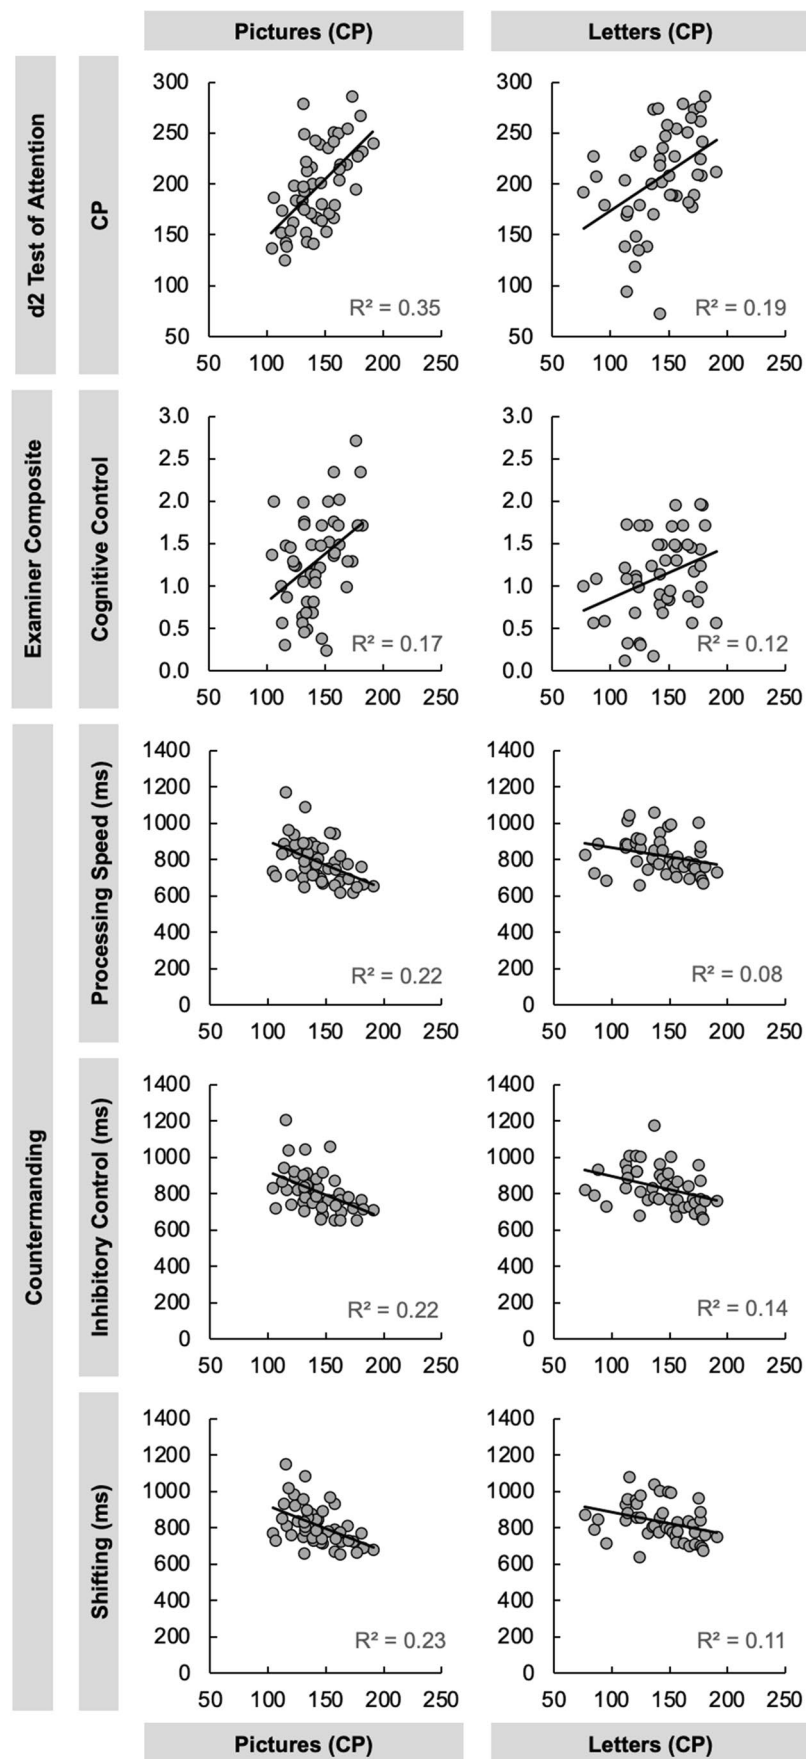 Pictures (CP) Letters (CP)
d2 Test of Attention
CP
300 300
250 250
200 200
150 150
100 100
50 50
R² = 0.35 R² = 0.19
50 100 150 200 250 50 100 150 200 250
Examiner Composite
Cognitive Control
3.0 3.0
2.5 2.5
2.0 2.0
1.5 1.5
1.0 1.0
0.5 0.5
0.0 0.0
R² = 0.17 R² = 0.12
50 100 150 200 250 50 100 150 200 250
Countermanding
Processing Speed (ms)
1400 1400
1200 1200
1000 1000
800 800
600 600
400 400
200 200
0 0
R² = 0.22 R² = 0.08
50 100 150 200 250 50 100 150 200 250
Inhibitory Control (ms)
1400 1400
1200 1200
1000 1000
800 800
600 600
400 400
200 200
0 0
R² = 0.22 R² = 0.14
50 100 150 200 250 50 100 150 200 250
Shifting (ms)
1400 1400
1200 1200
1000 1000
800 800
600 600
400 400
200 200
0 0
R² = 0.23 R² = 0.11
50 100 150 200 250 50 100 150 200 250
Pictures (CP) Letters (CP)